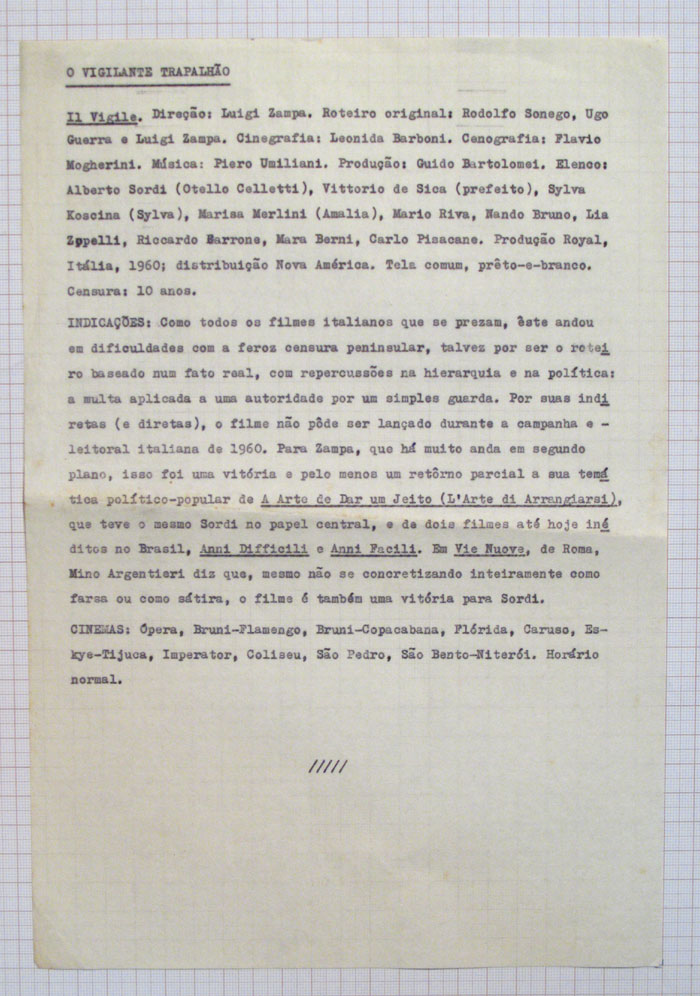 O VIGILANTE TRAPALHÃO
Il Vigile. Direção: Luigi Zampa. Roteiro original: Rodolfo Sonego, Ugo
Guerra e Luigi Zampa. Cinegrafia: Leonida Barboni. Cenografia: Flavio
Mogherini. Música: Piero Umiliani. Produção: Guido Bartolomei. Elenco:
Alberto Sordi (Otello Celletti), Vittorio de Sica (prefeito), Sylva
Koscina (Sylva), Marisa Merlini (Amalia), Mario Riva, Nando Bruno, Lia
Zppelli, Riccardo Barrone, Mara Berni, Carlo Pisacane. Produção Royal,
Itália, 1960; distribuição Nova América. Tela comum, prêto-e-branco.
Censura: 10 anos.
INDICAÇÕES: Como todos os filmes italianos que se prezam, êste andou
em dificuldades com a feroz censura peninsular, talvez por ser o rotei
ro baseado num fato real, com repercussões na hierarquia e na política:
a multa aplicada a uma autoridade por um simples guarda. Por suas indi
retas (e diretas), o filme não pôde ser lançado durante a campanha e -
leitoral italiana de 1960. Para Zampa, que há muito anda em segundo
plano, isso foi uma vitória e pelo menos um retôrno parcial a sua temá
tica político-popular de A Arte de Dar um Jeito (L'Arte di Arrangiarsi),
que teve o mesmo Sordi no papel central, e de dois filmes até hoje iné
ditos no Brasil, Anni Difficili e Anni Facili. Em Vie Nuove, de Roma,
Mino Argentieri diz que, mesmo não se concretizando inteiramente como
farsa ou como sátira, o filme é também uma vitória para Sordi.
CINEMAS: Ópera, Bruni-Flamengo, Bruni-Copacabana, Flórida, Caruso, Es-
kye-Tijuca, Imperator, Coliseu, São Pedro, São Bento-Niterói. Horário
normal.
/////